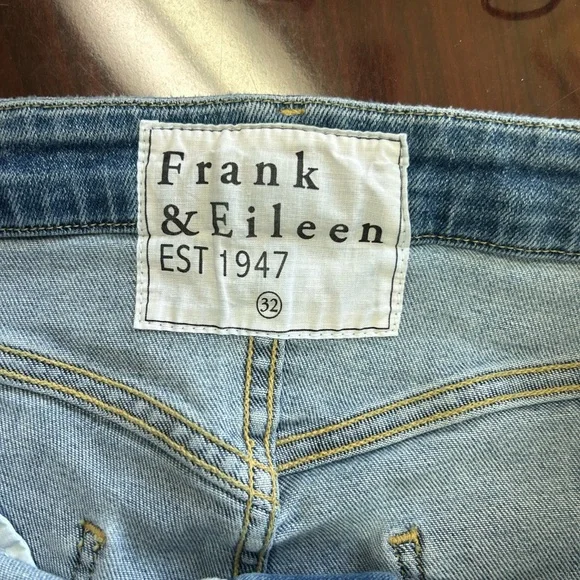 Frank
& Eileen
EST 1947
32